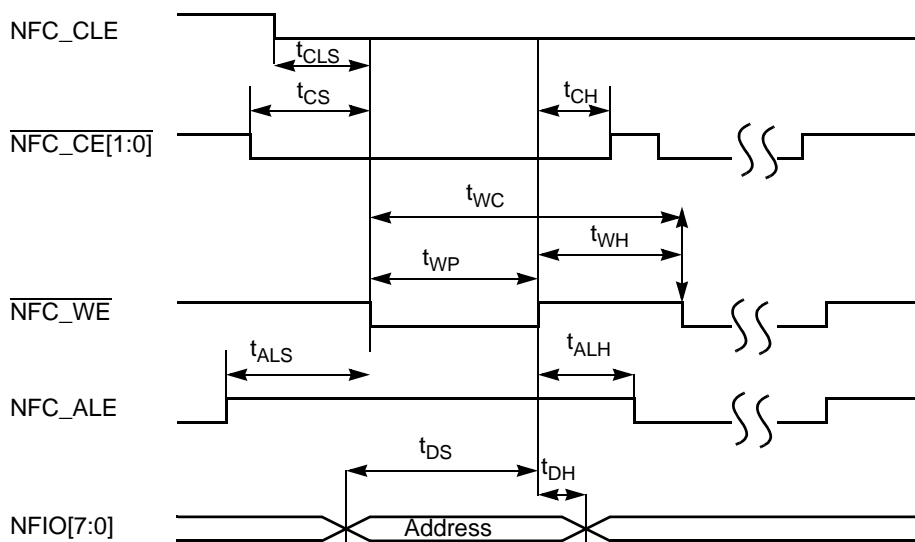 NFC_CLE
tCLS
tCS
tCH
NFC_CE[1:0]
tWC
tWH
tWP
NFC_WE
tALS
tALH
NFC_ALE
tDS
tDH
NFIO[7:0]
Address